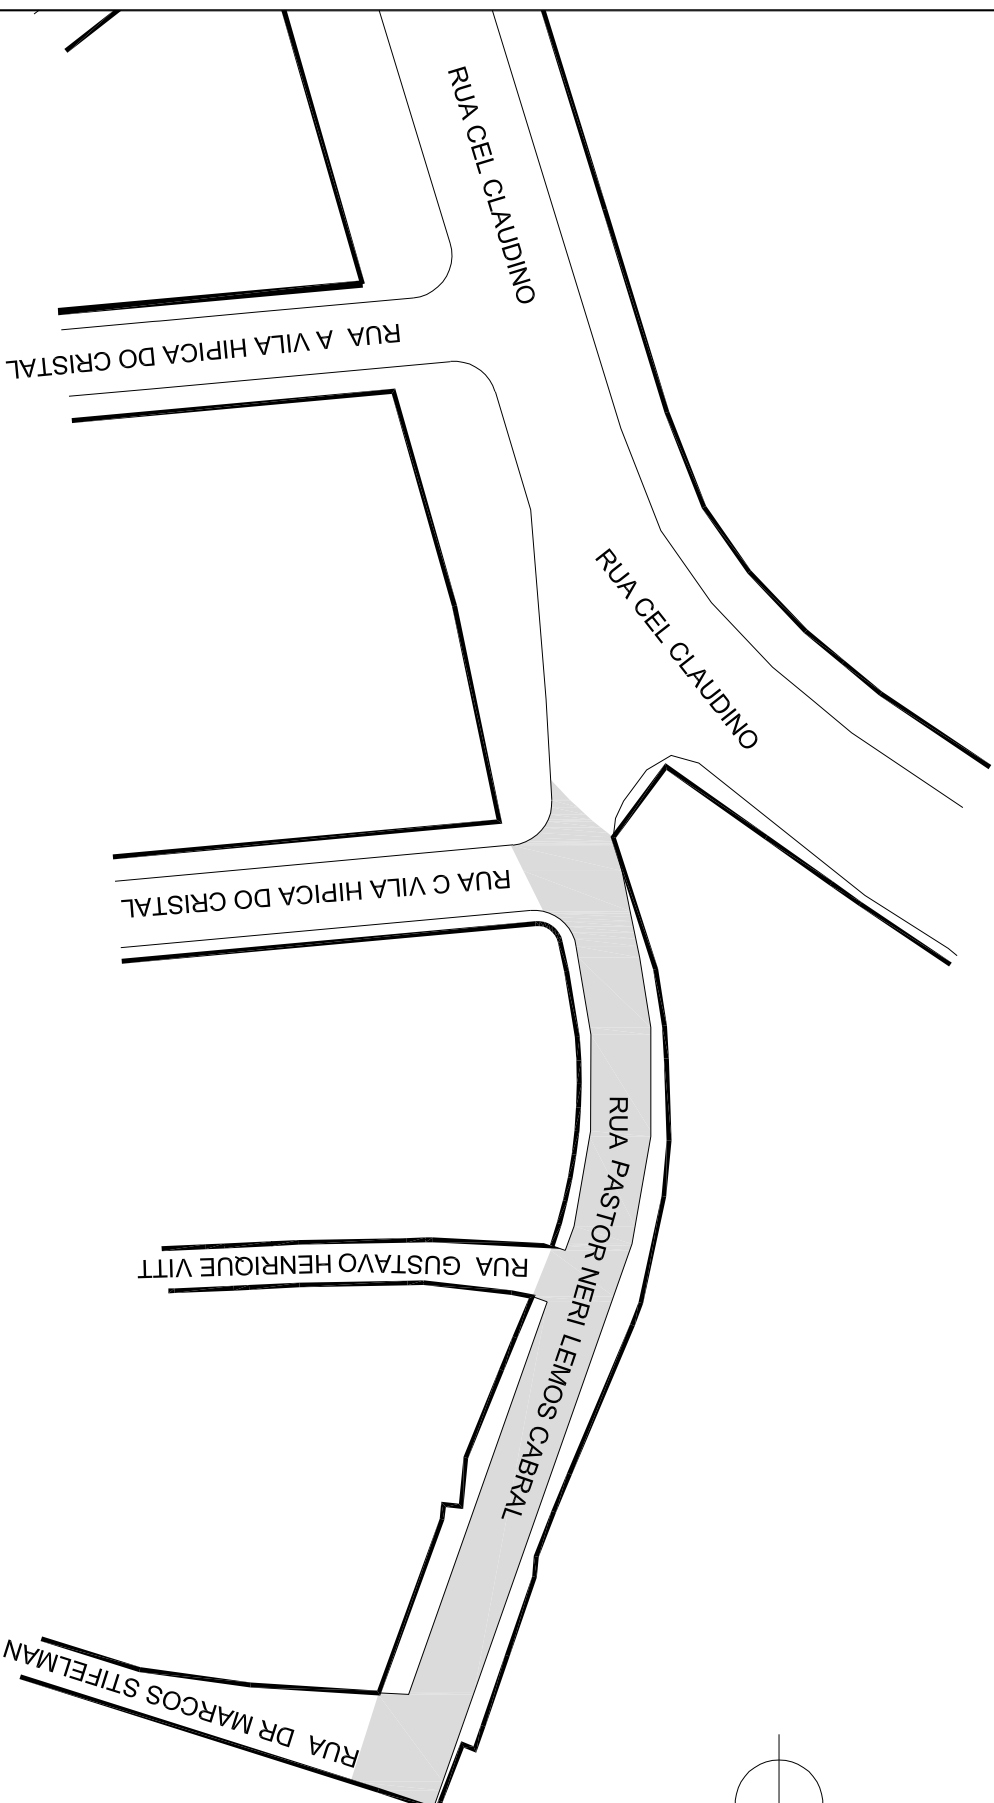 RUA CEL CLAUDINO
RUA A VILA HIPICA DO CRISTAL
RUA CEL CLAUDINO
RUA C VILA HIPICA DO CRISTAL
RUA PASTOR NERI LEMOS CABRAL
RUA GUSTAVO HENRIQUE VITT
RUA DR MARCOS STIFELMAN